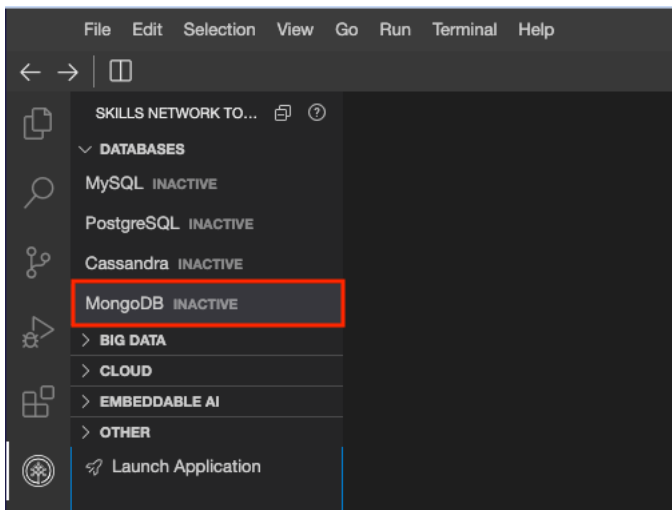 File Edit Selection View Go Run Terminal Help
SKILLS NETWORK TO...
DATABASES
MySQL INACTIVE
PostgreSQL INACTIVE
Cassandra INACTIVE
MongoDB INACTIVE
BIG DATA
CLOUD
EMBEDDABLE AI
OTHER
Launch Application